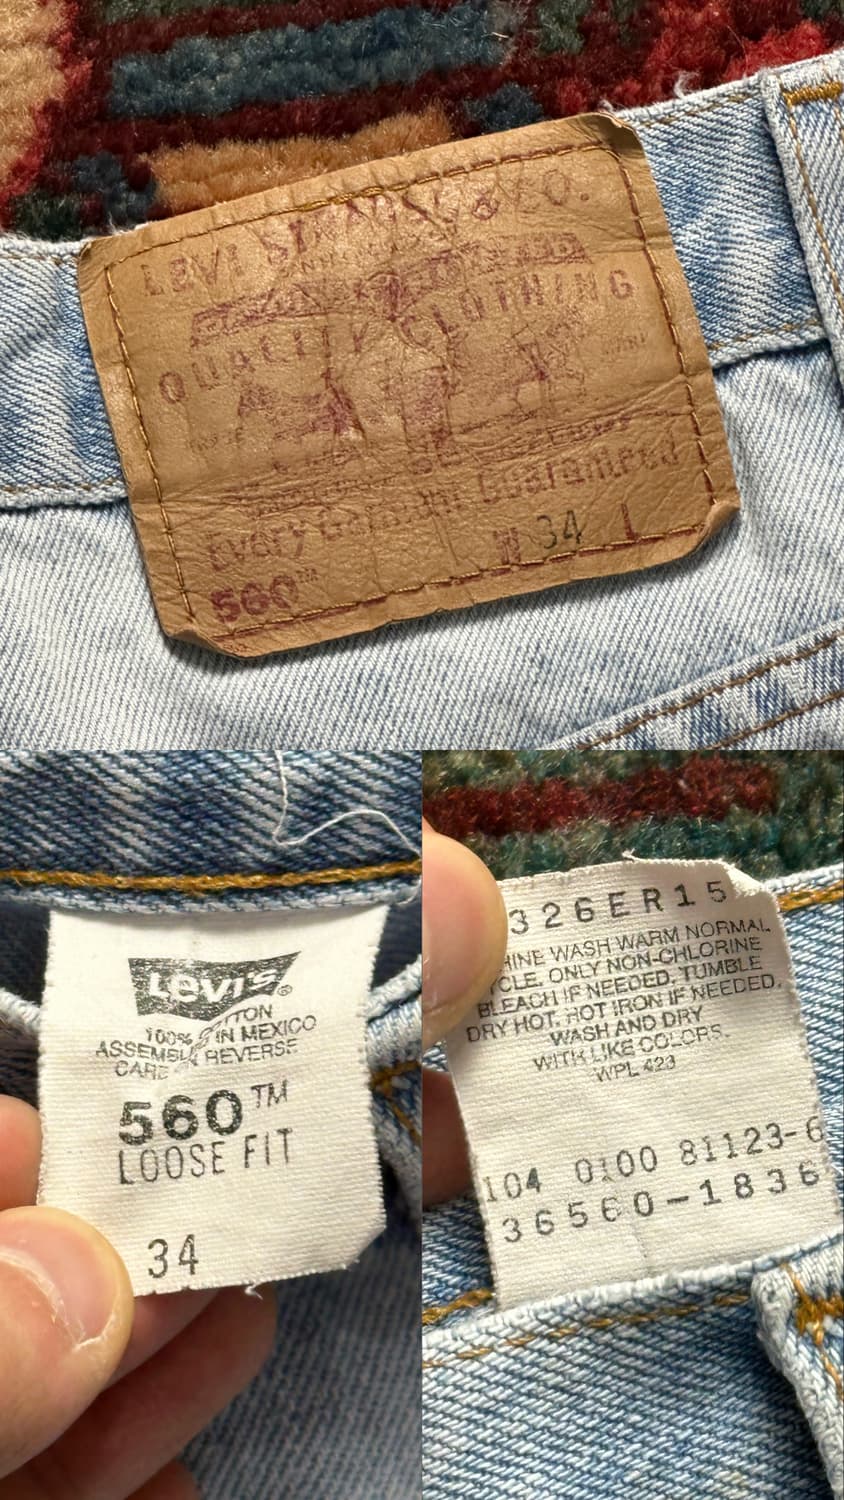 LEVI STRAUSS & CO.
QUALITY CLOTHING
Every Garment Guaranteed
W 34 L
560™
Levi's®
100% COTTON
IN MEXICO
REVERSE
CARE
560™
LOOSE FIT
34
326ER15
HINE WASH WARM NORMAL
CLE. ONLY NON-CHLORINE
BLEACH IF NEEDED. TUMBLE
DRY HOT. HOT IRON IF NEEDED.
WASH AND DRY
WITH LIKE COLORS.
WPL 423
104 0100 81123-6
36560-1836